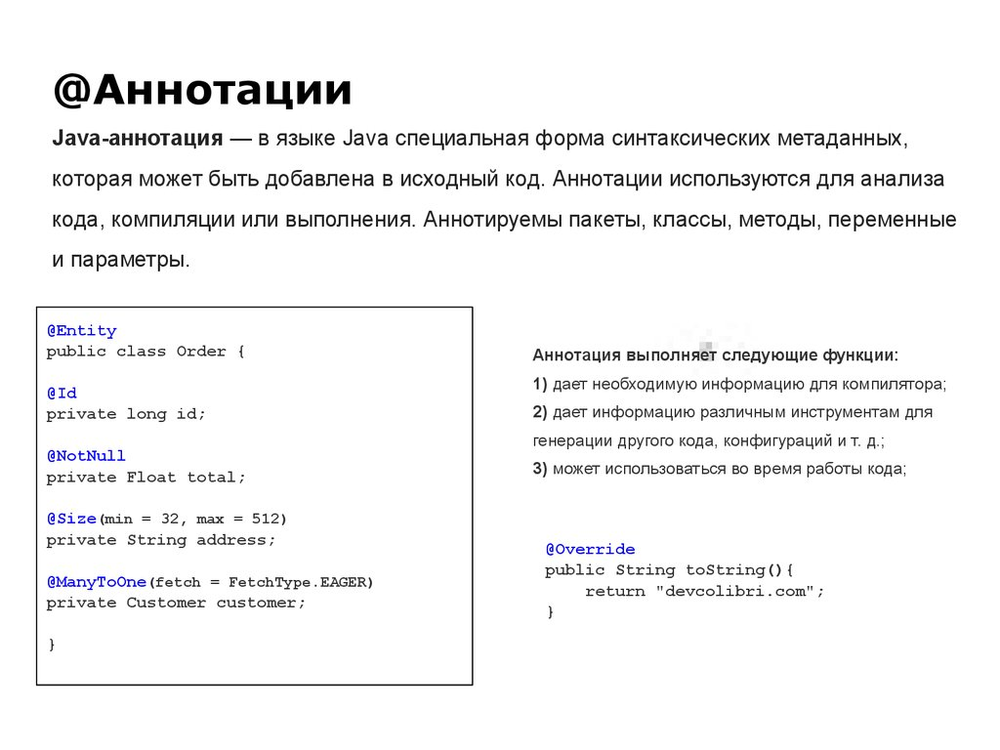 @Аннотации
Java-аннотация — в языке Java специальная форма синтаксических метаданных,
которая может быть добавлена в исходный код. Аннотации используются для анализа
кода, компиляции или выполнения. Аннотируемы пакеты, классы, методы, переменные
и параметры.
@Entity
public class Order {
@Id
private long id;
@NotNull
private Float total;
@Size(min = 32, max = 512)
private String address;
@ManyToOne(fetch = FetchType.EAGER)
private Customer customer;
}
Аннотация выполняет следующие функции:
1) дает необходимую информацию для компилятора;
2) дает информацию различным инструментам для
генерации другого кода, конфигураций и т. д.;
3) может использоваться во время работы кода;
@Override
public String toString(){
return "devcolibri.com";
}